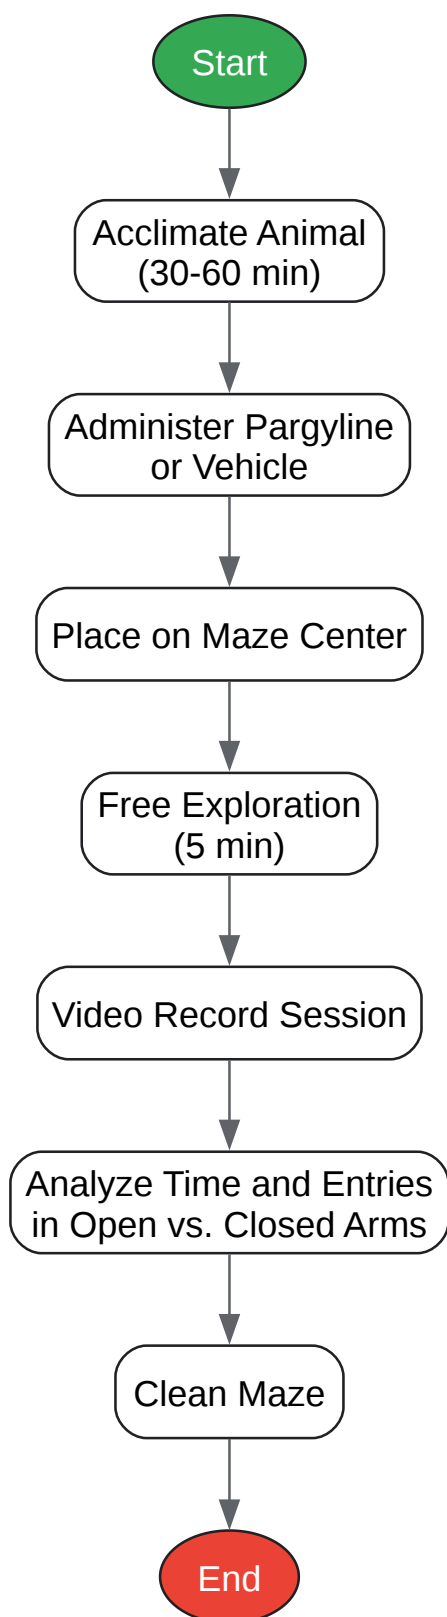 Start
Acclimate Animal
(30-60 min)
Administer Pargyline
or Vehicle
Place on Maze Center
Free Exploration
(5 min)
Video Record Session
Analyze Time and Entries
in Open vs. Closed Arms
Clean Maze
End